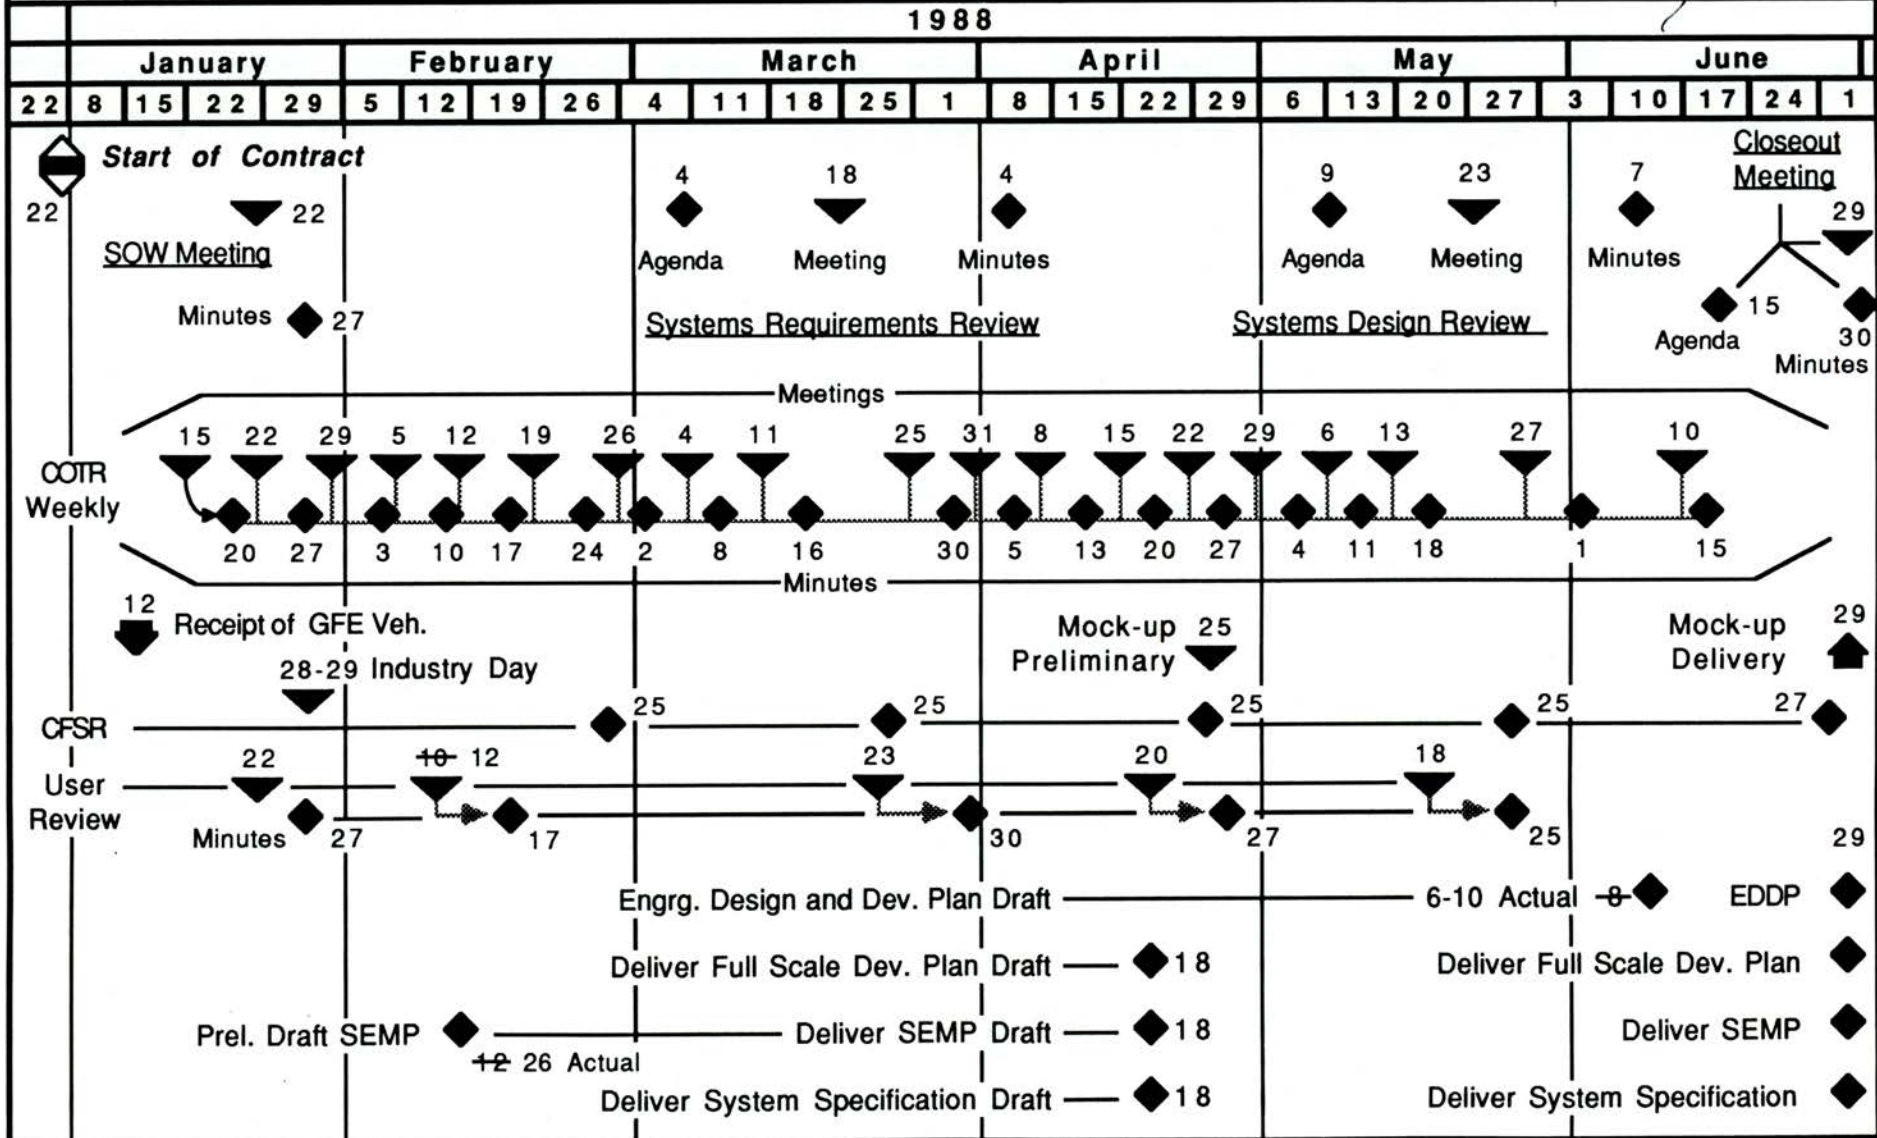 1988
January February March April May June
22 8 15 22 29 5 12 19 26 4 11 18 25 1 8 15 22 29 6 13 20 27 3 10 17 24 1
Start of Contract
22
22
SOW Meeting
Minutes 27
4 18 4
Agenda Meeting Minutes
Systems Requirements Review
9 23 7
Agenda Meeting Minutes
Systems Design Review
Closeout
Meeting
29
15
Agenda
30
Minutes
Meetings
15 22 29 5 12 19 26 4 11 25 31 8 15 22 29 6 13 27 10
COTR
Weekly
20 27 3 10 17 24 2 8 16 30 5 13 20 27 4 11 18 1 15
Minutes
12
Receipt of GFE Veh.
28-29 Industry Day
Mock-up 25
Preliminary
Mock-up 29
Delivery
CFSR 25 25 25 25 27
22 10 12 23 20 18
User
Review
Minutes 27 17 30 27 25
29
Engrg. Design and Dev. Plan Draft 6-10 Actual 8 EDDP
Deliver Full Scale Dev. Plan Draft 18 Deliver Full Scale Dev. Plan
Prel. Draft SEMP Deliver SEMP Draft 18 Deliver SEMP
12 26 Actual
Deliver System Specification Draft 18 Deliver System Specification